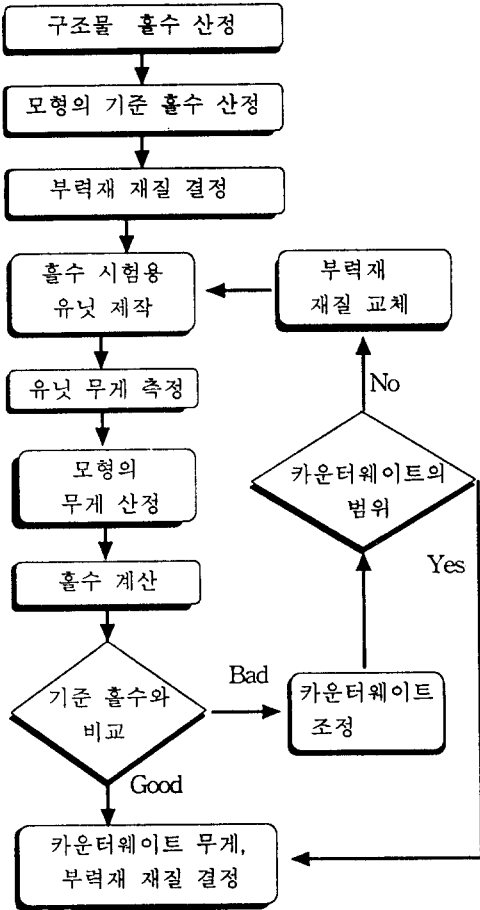 구조물 흘수 산정
모형의 기준 흘수 산정
부력재 재질 결정
흘수 시험용
유닛 제작
부력재
재질 교체
유닛 무게 측정
No
모형의
무게 산정
카운터웨이트의
범위
Yes
흘수 계산
기준 흘수와
비교
Bad
카운터웨이트
조정
Good
카운터웨이트 무게,
부력재 재질 결정